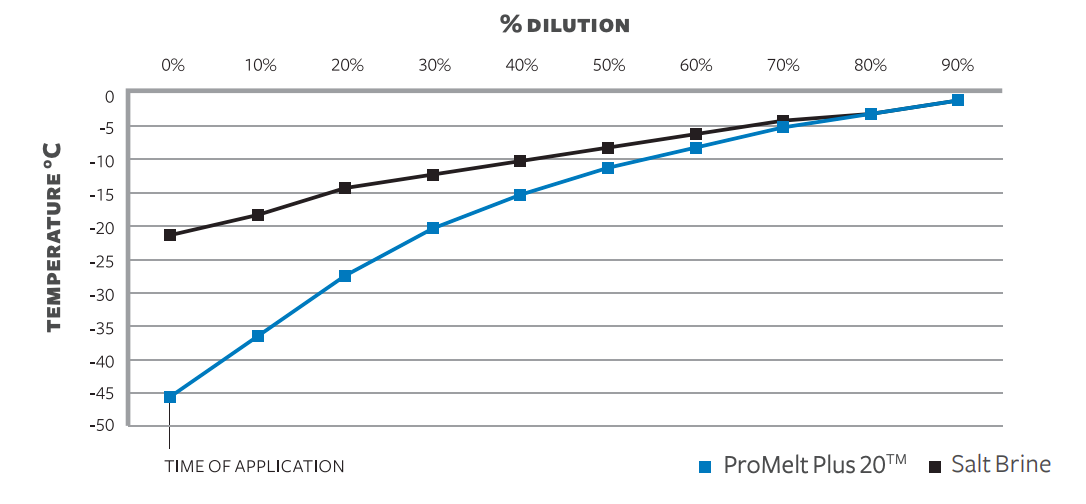 % DILUTION
0% 10% 20% 30% 40% 50% 60% 70% 80% 90%
TEMPERATURE °C
0
-5
-10
-15
-20
-25
-30
-35
-40
-45
-50
TIME OF APPLICATION
ProMelt Plus 20™ Salt Brine